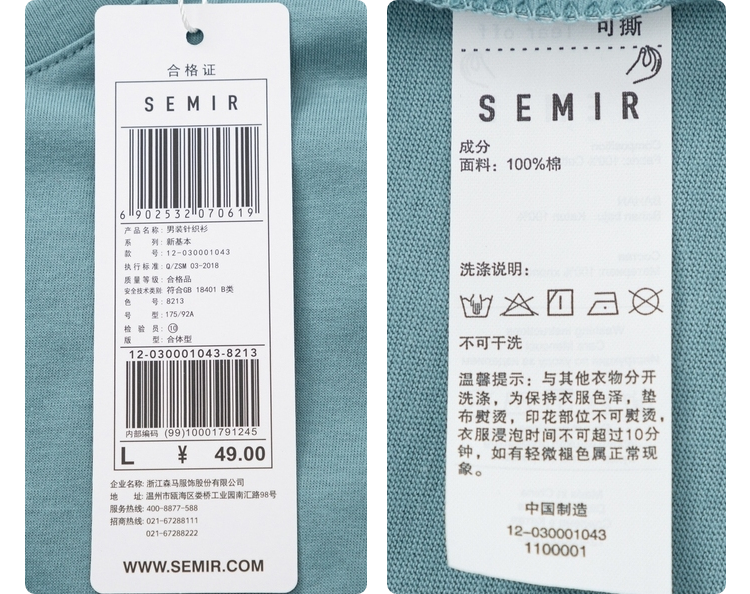 合格证
SEMIR
6 902532 070619
产品名称: 男装针织衫
系 列: 新基本
款 号: 12-030001043
执行标准: Q/ZSM 03-2018
质量等级: 合格品
安全技术类别 符合GB 18401 B类
色 号: 8213
号 型: 175/92A
检 验 员: ⑩
版 型: 合体型
12-030001043-8213
内部编码 (99)10001791245
L ¥ 49.00
企业名称: 浙江森马服饰股份有限公司
地 址: 温州市瓯海区娄桥工业园南汇路98号
服务热线: 400-8877-588
招商热线: 021-67288111
021-67288222
WWW.SEMIR.COM
可撕
SEMIR
成分
面料: 100%棉
洗涤说明:
不可干洗
温馨提示: 与其他衣物分开
洗涤, 为保持衣服色泽, 垫
布熨烫, 印花部位不可熨烫,
衣服浸泡时间不可超过10分
钟, 如有轻微褪色属正常现
象。
中国制造
12-030001043
1100001